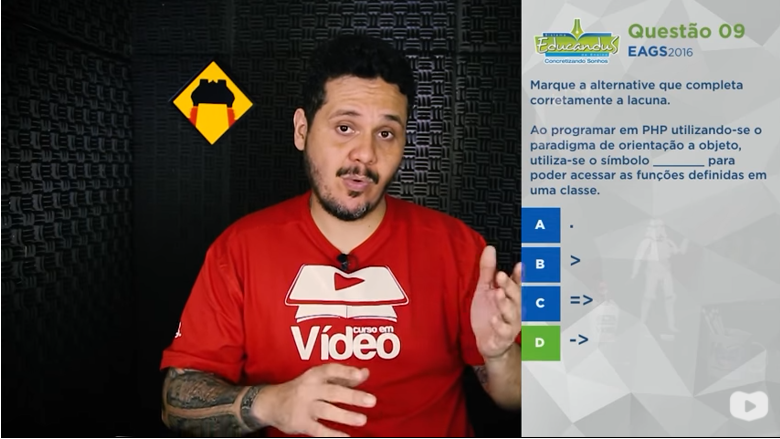 curso em
Vídeo
Educandus
Concretizando Sonhos
Questão 09
EAGS2016
Marque a alternative que completa
corretamente a lacuna.
Ao programar em PHP utilizando-se o
paradigma de orientação a objeto,
utiliza-se o símbolo _______ para
poder acessar as funções definidas em
uma classe.
A .
B >
C =>
D ->